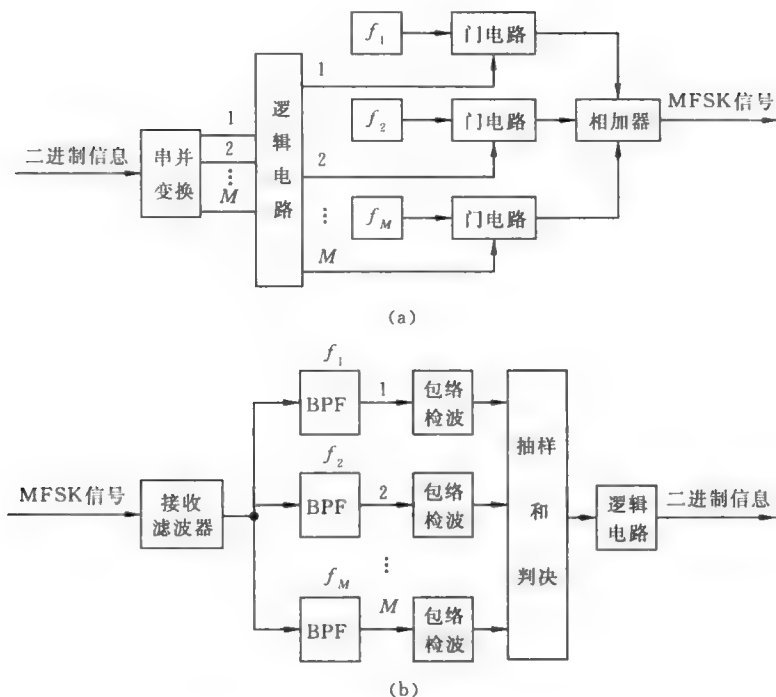 f₁
门电路
1
1
逻辑电路
MFSK信号
二进制信息
串并变换
2
⋮
M
f₂
门电路
相加器
2
⋮
f_M
门电路
M
(a)
f₁
BPF
1
包络
检波
f₂
MFSK信号
接收
滤波器
BPF
2
包络
检波
抽样
和
判决
逻辑
电路
二进制信息
⋮
f_M
BPF
M
包络
检波
(b)